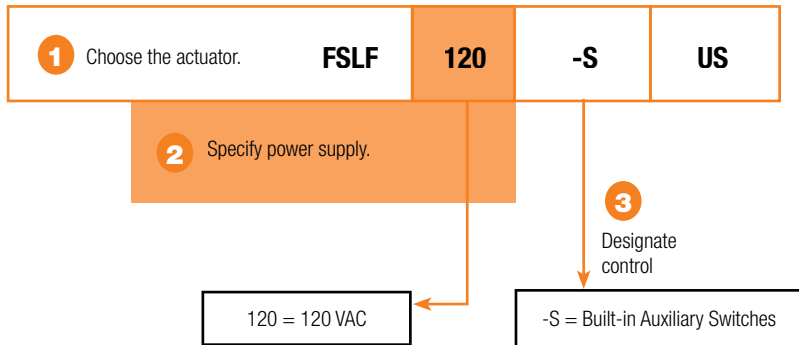 1 Choose the actuator. FSLF 120 -S US
2 Specify power supply.
3
Designate
control
120 = 120 VAC
-S = Built-in Auxiliary Switches